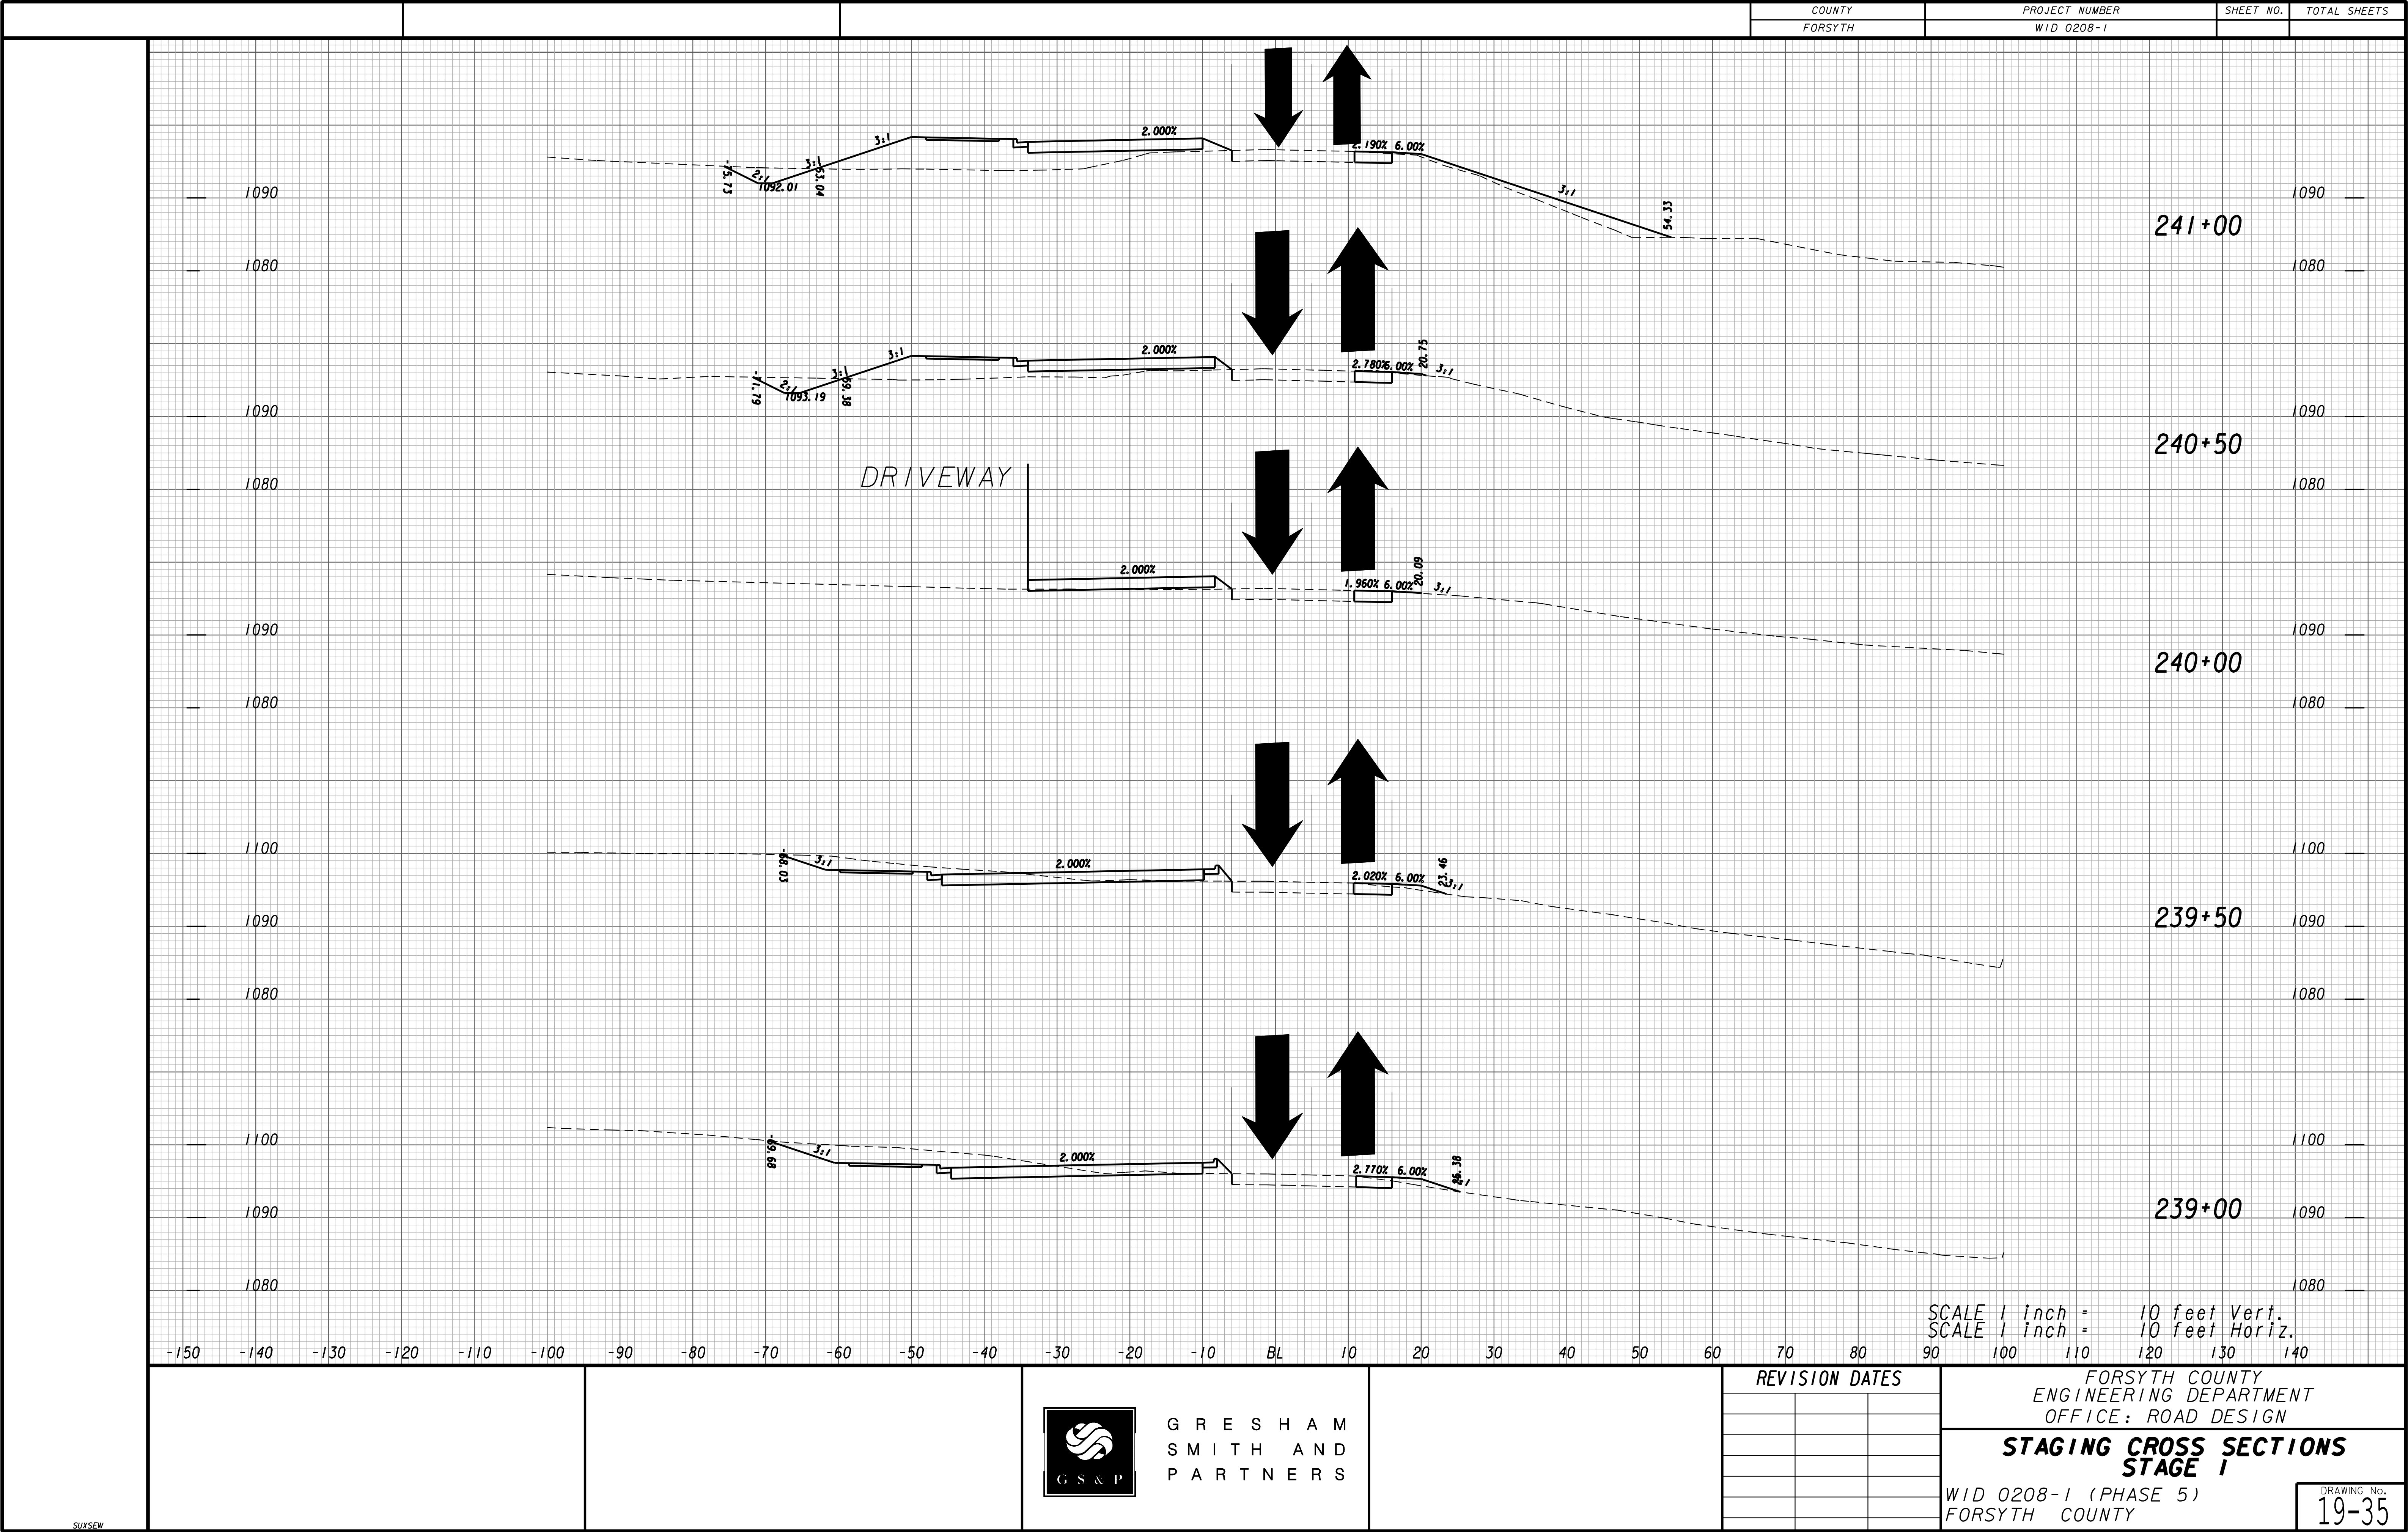 COUNTY PROJECT NUMBER SHEET NO. TOTAL SHEETS
FORSYTH WID 0208-1
2.000% 2.190% 6.00%
3:1 3:1 2:1 3:1
-75.73 1092.01 -63.04 54.33
1090 1090
241+00
1080 1080
2.000% 2.780% 6.00% 20.75 3:1
3:1 3:1 2:1
-71.79 1093.19 -59.38
1090 1090
240+50
DRIVEWAY
1080 1080
2.000% 1.960% 6.00% 20.09 3:1
1090 1090
240+00
1080 1080
1100 1100
-68.03 3:1 2.000% 2.020% 6.00% 23.46 3:1
1090 239+50 1090
1080 1080
1100 1100
-69.68 3:1 2.000% 2.770% 6.00%
1090 239+00 1090
1080 1080
SCALE 1 inch = 10 feet Vert.
SCALE 1 inch = 10 feet Horiz.
-150 -140 -130 -120 -110 -100 -90 -80 -70 -60 -50 -40 -30 -20 -10 BL 10 20 30 40 50 60 70 80 90 100 110 120 130 140
REVISION DATES
FORSYTH COUNTY
ENGINEERING DEPARTMENT
OFFICE: ROAD DESIGN
GRESHAM
SMITH AND
PARTNERS
GS&P
STAGING CROSS SECTIONS
STAGE 1
WID 0208-1 (PHASE 5)
FORSYTH COUNTY
DRAWING No.
19-35
SUXSEW